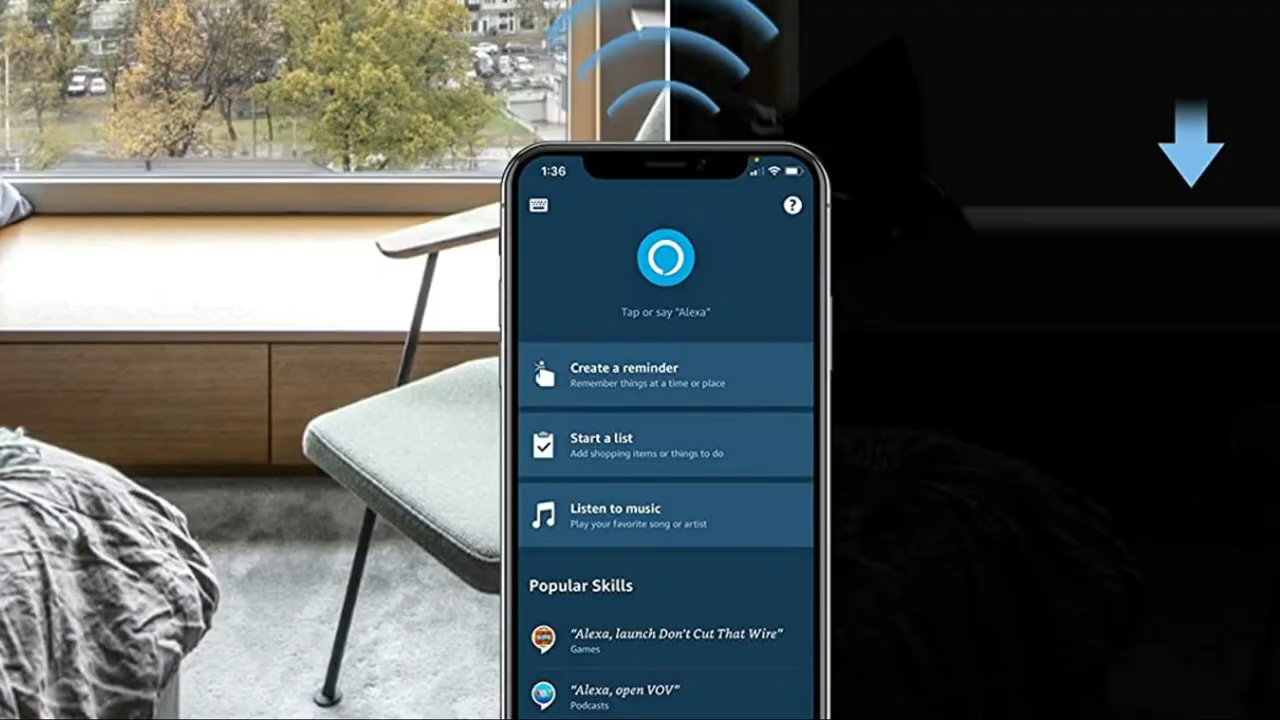 1:36
Tap or say "Alexa"
Create a reminder
Remember things at a time or place
Start a list
Add shopping items or things to do
Listen to music
Play your favorite song or artist
Popular Skills
"Alexa, launch Don't Cut That Wire"
Games
"Alexa, open VOV"
Podcasts